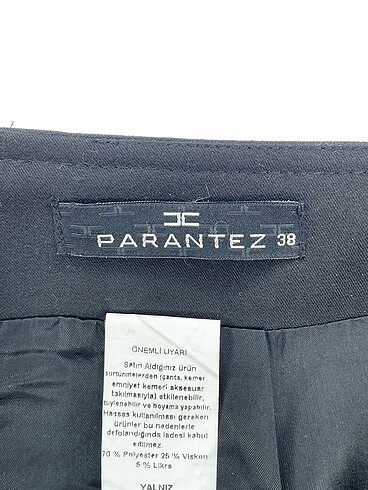 PARANTEZ 38
ÖNEMLİ UYARI
Satın Aldığınız ürün
sürtünmelerden (çanta, kemer,
emniyet kemeri aksesuar
takılmasıyla) etkilenebilir,
tüylenebilir ve boyama yapabilir.
Hassas kullanılması gereken
ürünler bu nedenlerle
defolandığında iadesi kabul
edilmez.
70 % Polyester 25 % Viskon
5 % Likra
YALNIZ